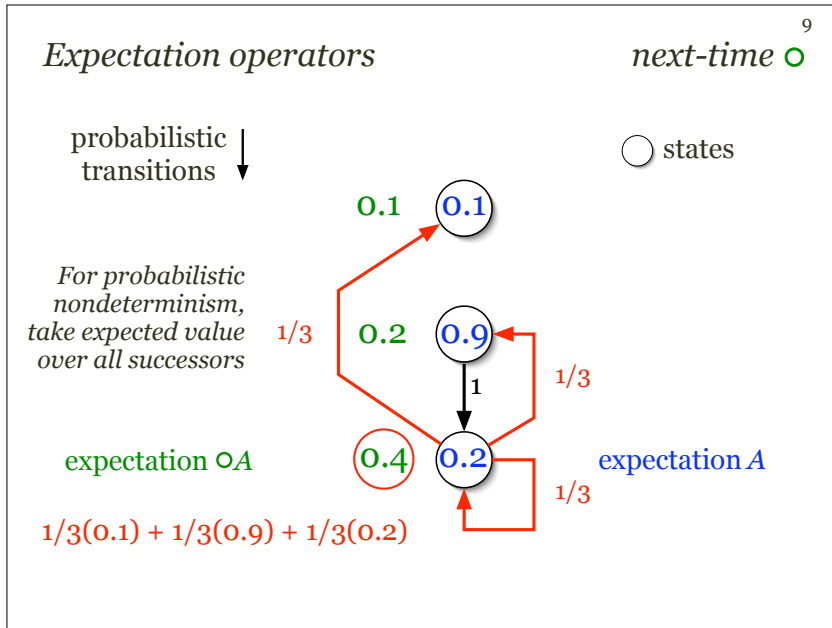 9
Expectation operators
next-time ○
probabilistic
transitions
states
0.1 0.1
For probabilistic
nondeterminism,
take expected value
over all successors
1/3
0.2 0.9
1
1/3
expectation ○A
0.4 0.2
expectation A
1/3
1/3(0.1) + 1/3(0.9) + 1/3(0.2)